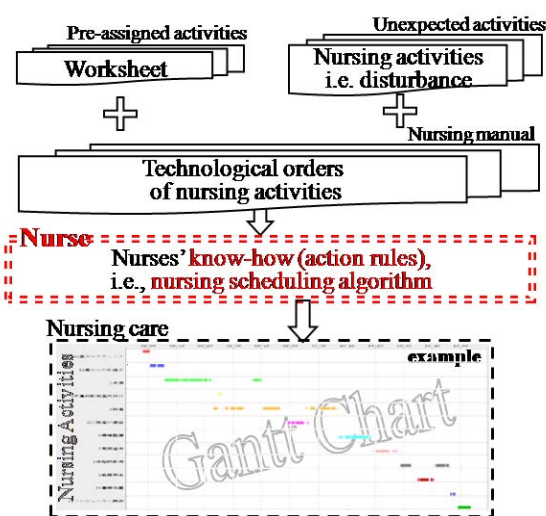 Pre-assigned activities
Unexpected activities
Worksheet
Nursing activities
i.e. disturbance
Nursing manual
Technological orders
of nursing activities
Nurse
Nurses' know-how (action rules),
i.e., nursing scheduling algorithm
Nursing care
example
Nursing Activities
Gantt Chart